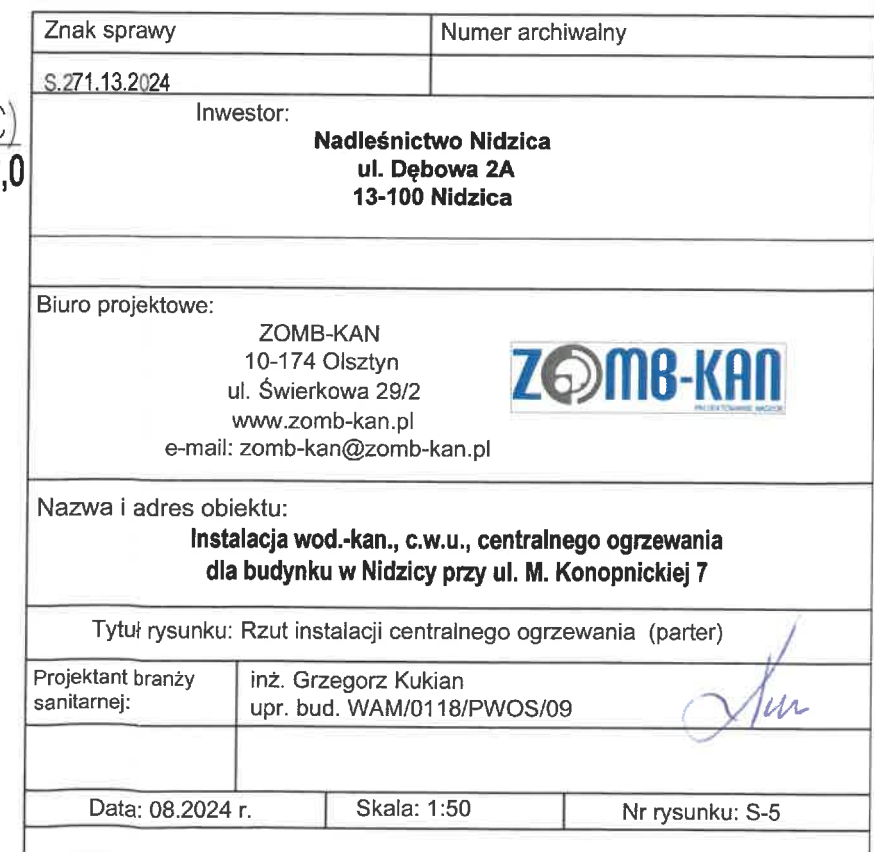 Znak sprawy
Numer archiwalny
S.271.13.2024
C)
,0
Inwestor:
Nadleśnictwo Nidzica
ul. Dębowa 2A
13-100 Nidzica
Biuro projektowe:
ZOMB-KAN
10-174 Olsztyn
ul. Świerkowa 29/2
www.zomb-kan.pl
e-mail: zomb-kan@zomb-kan.pl
ZOMB-KAN
Nazwa i adres obiektu:
Instalacja wod.-kan., c.w.u., centralnego ogrzewania
dla budynku w Nidzicy przy ul. M. Konopnickiej 7
Tytuł rysunku: Rzut instalacji centralnego ogrzewania (parter)
Projektant branży
sanitarnej:
inż. Grzegorz Kukian
upr. bud. WAM/0118/PWOS/09
Data: 08.2024 r.
Skala: 1:50
Nr rysunku: S-5